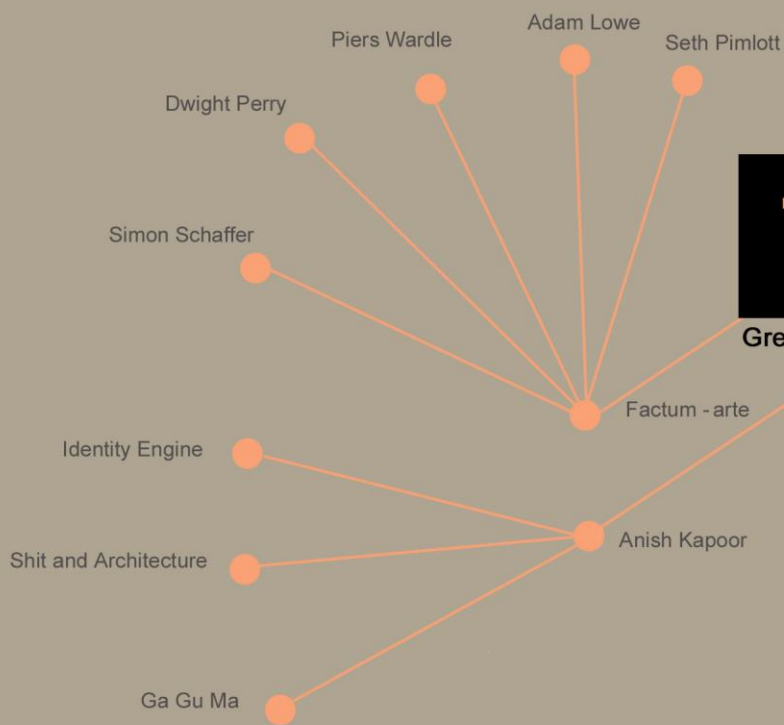 Adam Lowe
Piers Wardle
Seth Pimlott
Dwight Perry
Simon Schaffer
Factum - arte
Identity Engine
Anish Kapoor
Shit and Architecture
Ga Gu Ma